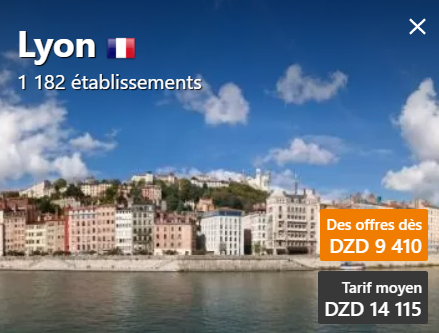 Lyon
1 182 établissements
Des offres dès
DZD 9 410
Tarif moyen
DZD 14 115